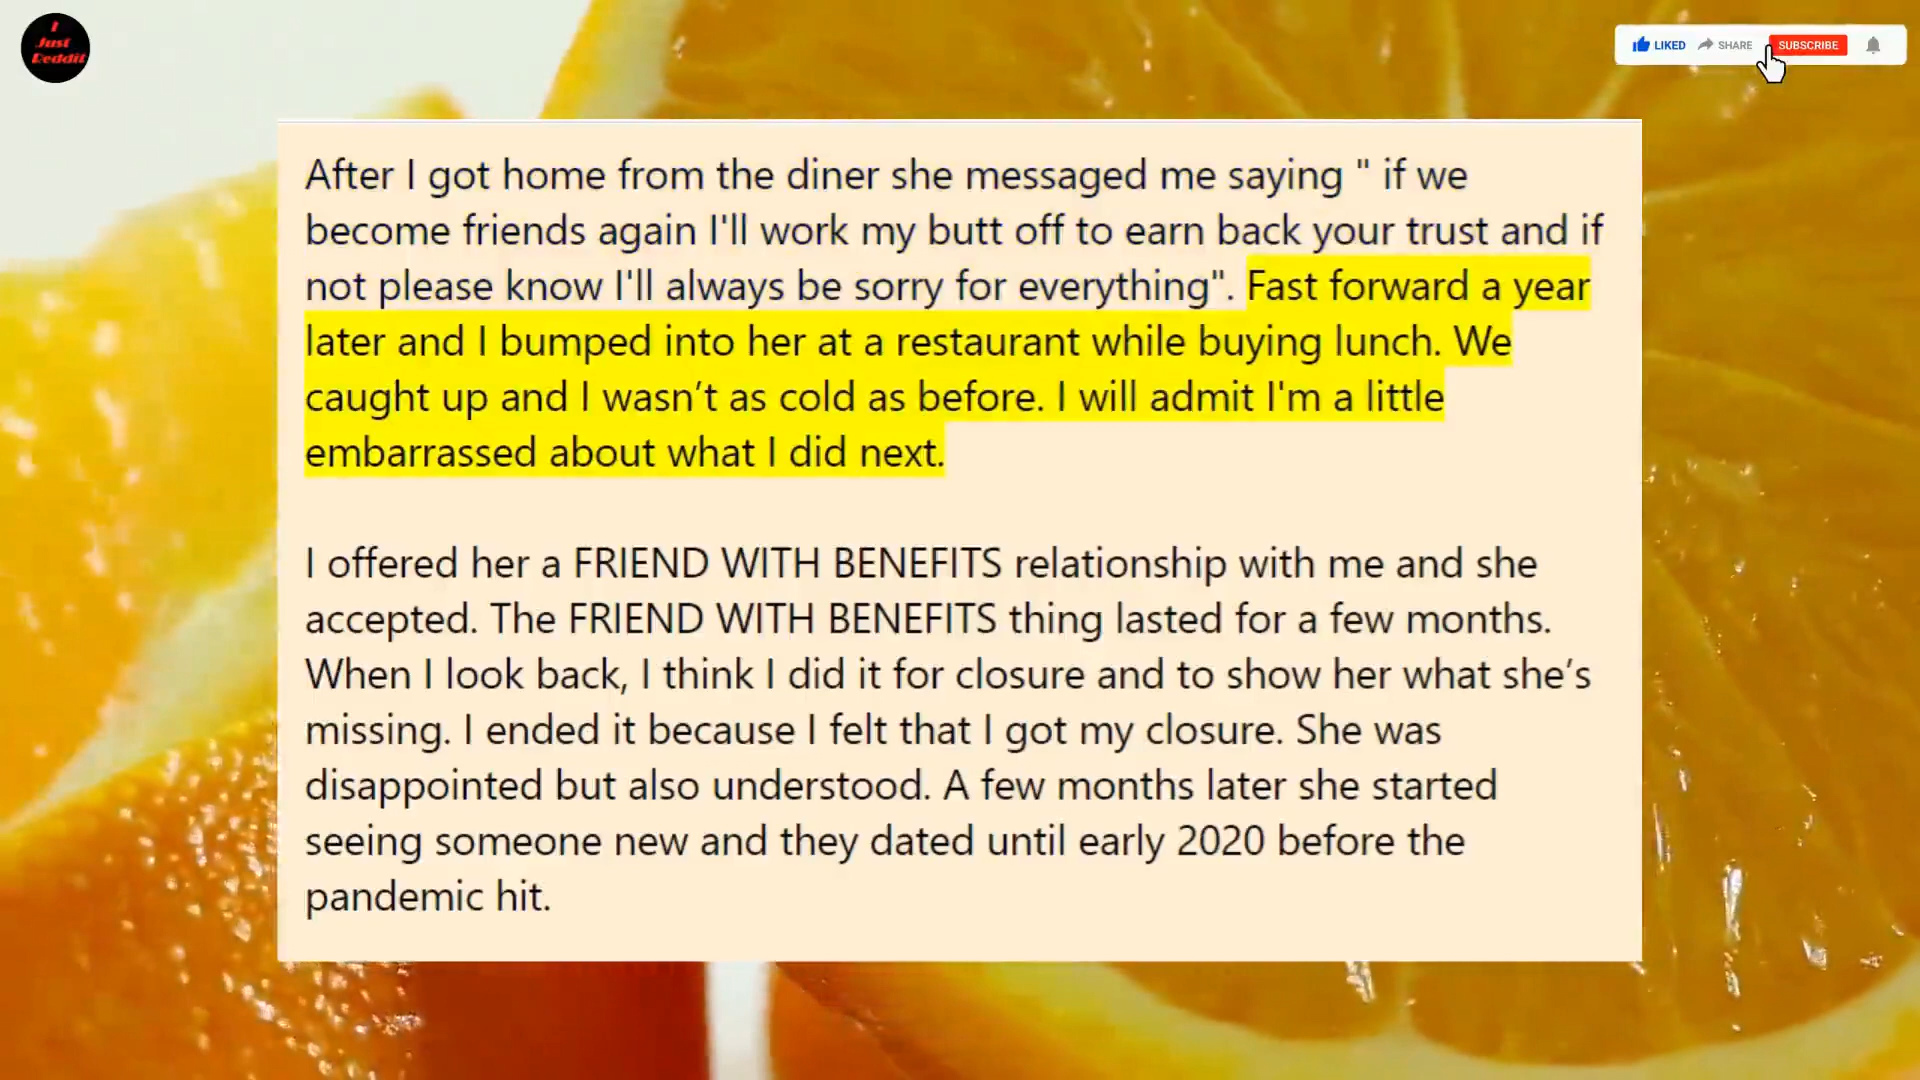 I
Just
Reddit
LIKED SHARE SUBSCRIBE
After I got home from the diner she messaged me saying " if we
become friends again I'll work my butt off to earn back your trust and if
not please know I'll always be sorry for everything". Fast forward a year
later and I bumped into her at a restaurant while buying lunch. We
caught up and I wasn’t as cold as before. I will admit I'm a little
embarrassed about what I did next.
I offered her a FRIEND WITH BENEFITS relationship with me and she
accepted. The FRIEND WITH BENEFITS thing lasted for a few months.
When I look back, I think I did it for closure and to show her what she’s
missing. I ended it because I felt that I got my closure. She was
disappointed but also understood. A few months later she started
seeing someone new and they dated until early 2020 before the
pandemic hit.